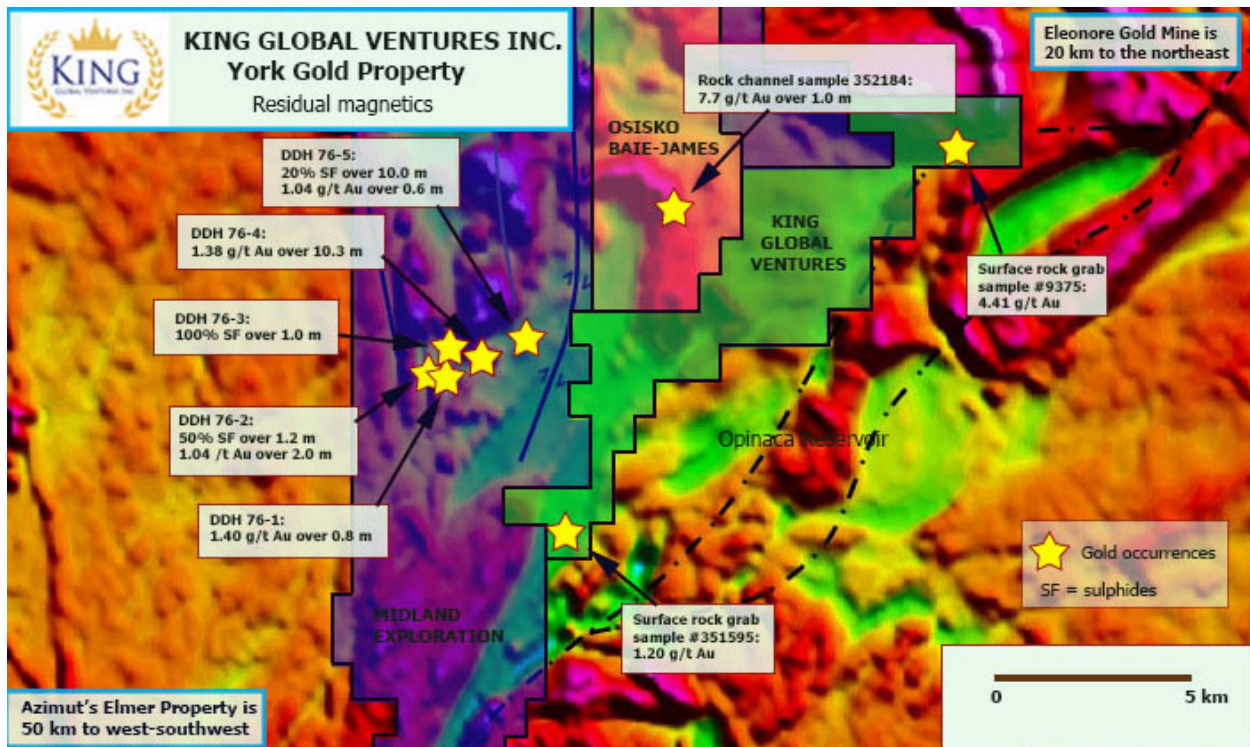 KING
GLOBAL VENTURES INC
KING GLOBAL VENTURES INC.
York Gold Property
Residual magnetics
Eleonore Gold Mine is
20 km to the northeast
Rock channel sample 352184:
7.7 g/t Au over 1.0 m
OSISKO
BAIE-JAMES
DDH 76-5:
20% SF over 10.0 m
1.04 g/t Au over 0.6 m
DDH 76-4:
1.38 g/t Au over 10.3 m
KING
GLOBAL
VENTURES
Surface rock grab
sample #9375:
4.41 g/t Au
DDH 76-3:
100% SF over 1.0 m
DDH 76-2:
50% SF over 1.2 m
1.04 /t Au over 2.0 m
Opinaca Reservoir
DDH 76-1:
1.40 g/t Au over 0.8 m
Gold occurrences
SF = sulphides
MIDLAND
EXPLORATION
Surface rock grab
sample #351595:
1.20 g/t Au
Azimut's Elmer Property is
50 km to west-southwest
0 5 km